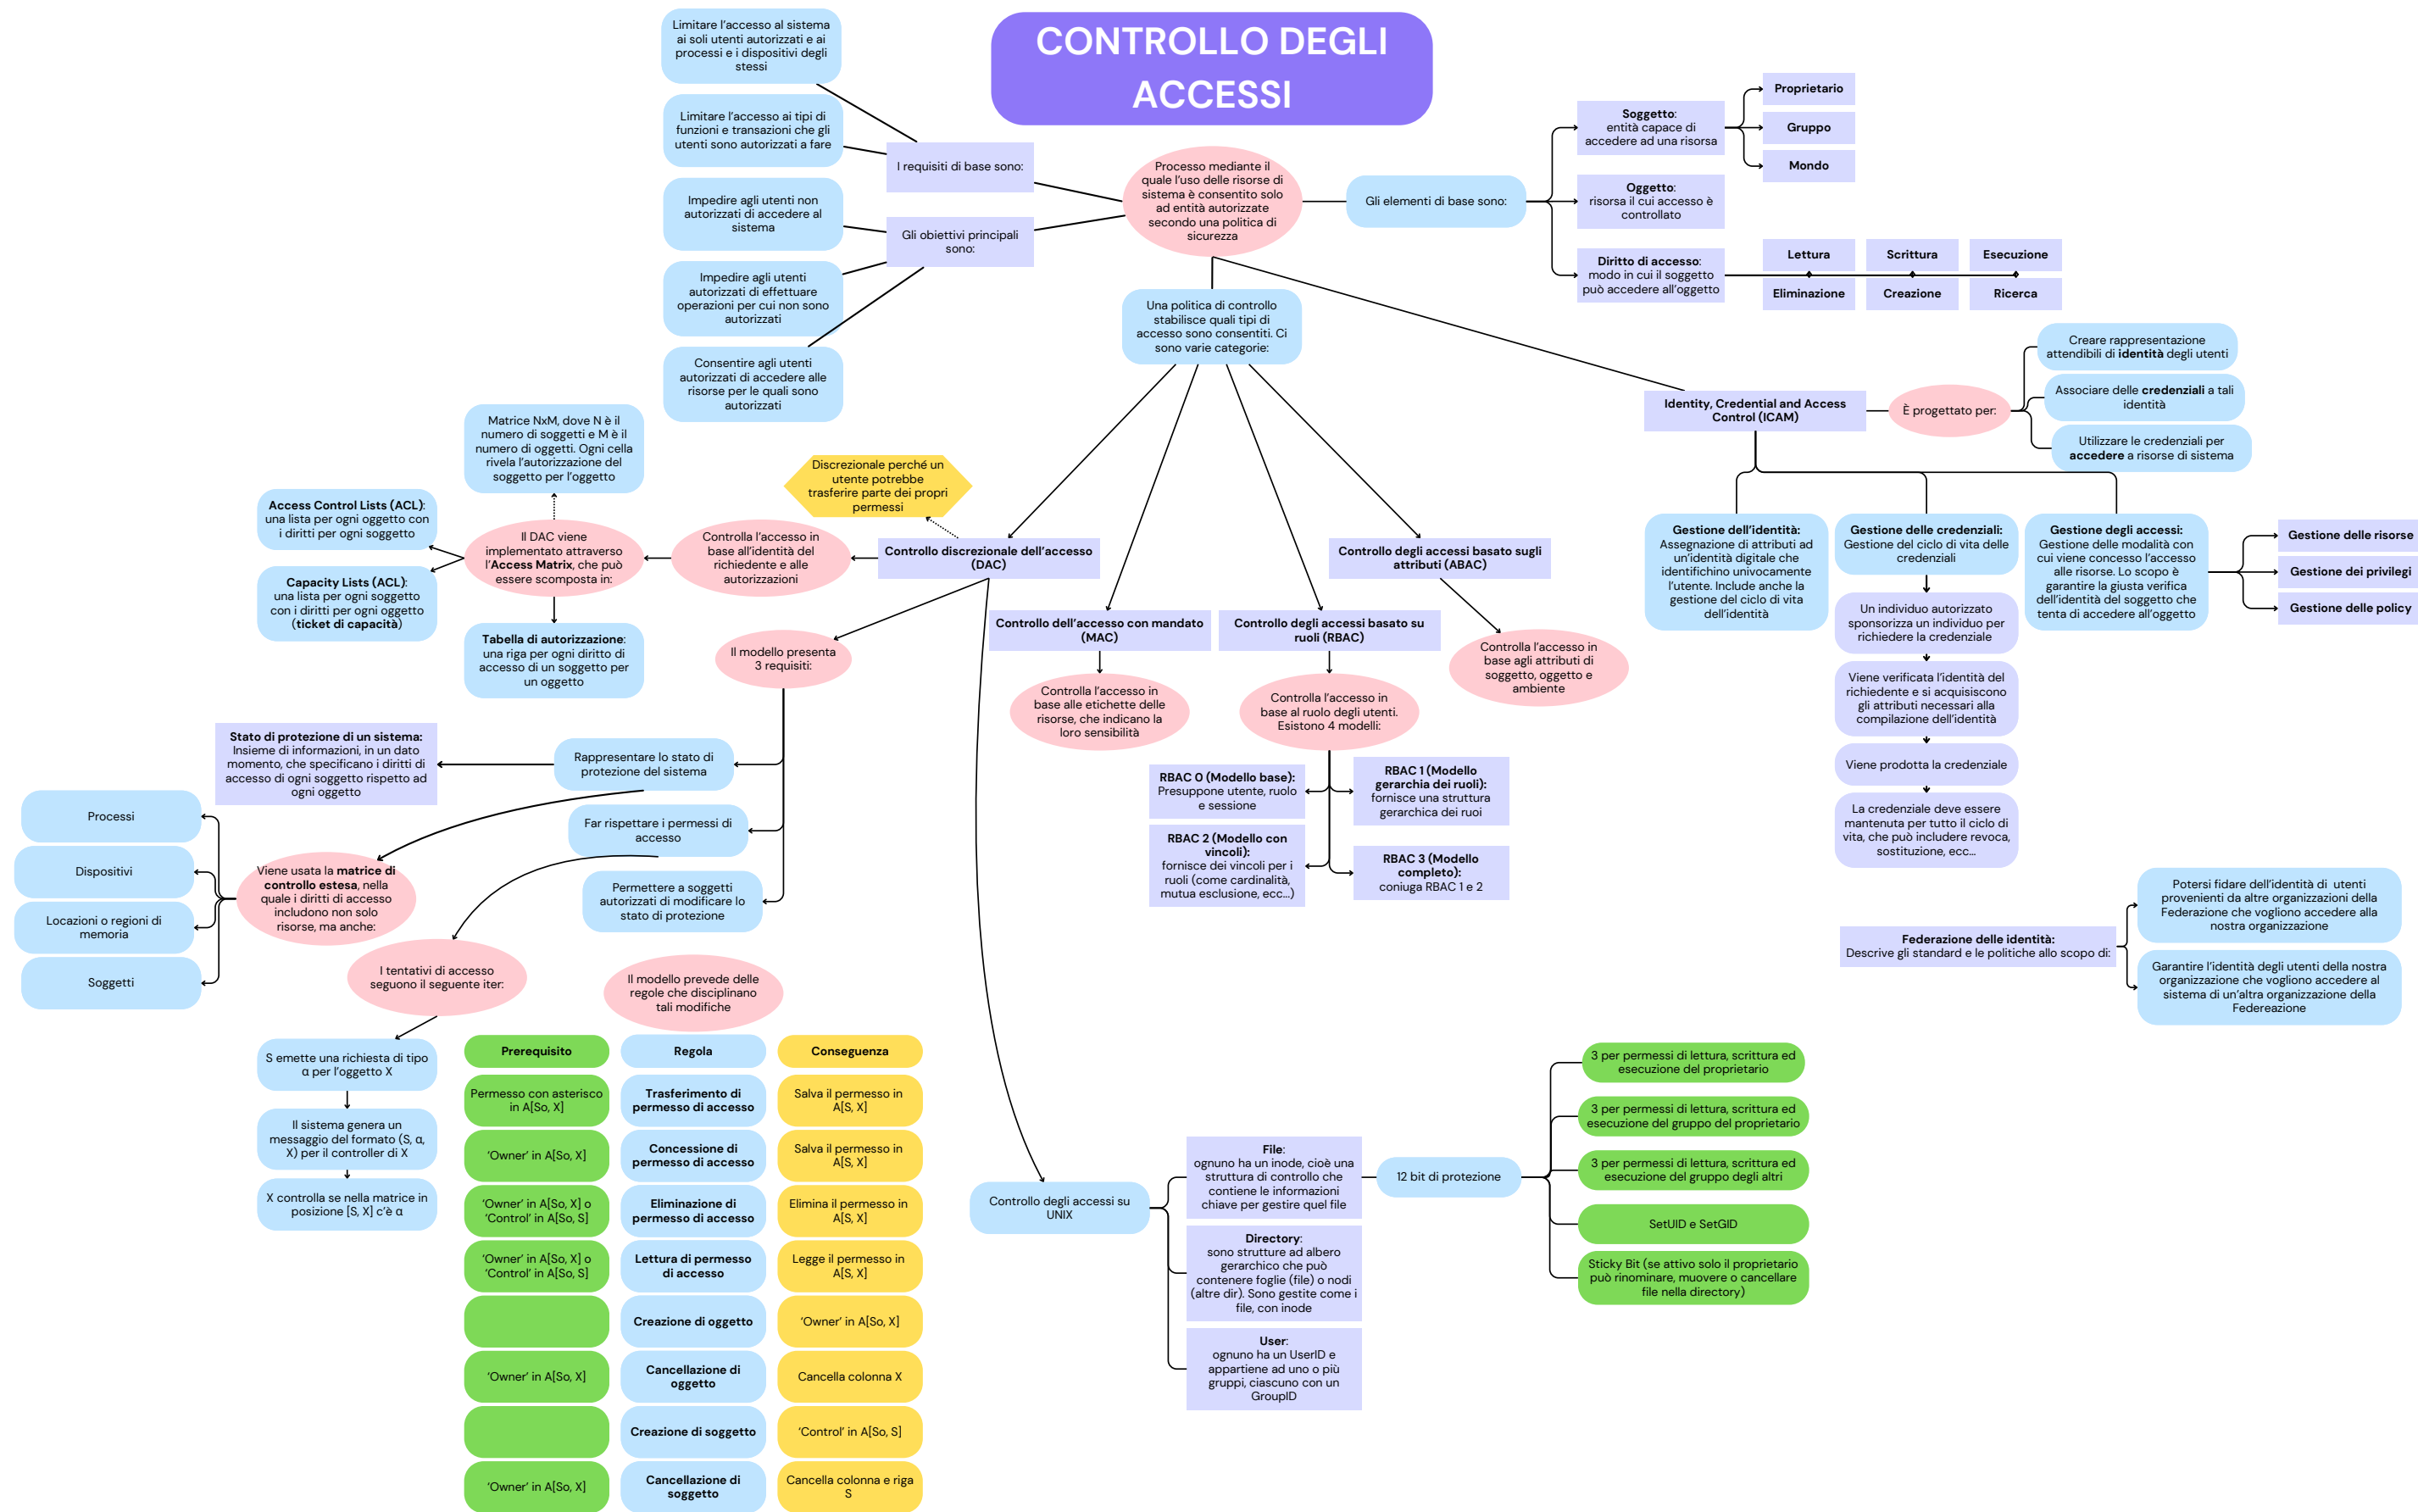 CONTROLLO DEGLI
ACCESSI
Limitare l'accesso al sistema
ai soli utenti autorizzati e ai
processi e i dispositivi degli
stessi
Limitare l'accesso ai tipi di
funzioni e transazioni che gli
utenti sono autorizzati a fare
I requisiti di base sono:
Impedire agli utenti non
autorizzati di accedere al
sistema
Gli obiettivi principali
sono:
Impedire agli utenti
autorizzati di effettuare
operazioni per cui non sono
autorizzati
Consentire agli utenti
autorizzati di accedere alle
risorse per le quali sono
autorizzati
Processo mediante il
quale l'uso delle risorse di
sistema è consentito solo
ad entità autorizzate
secondo una politica di
sicurezza
Gli elementi di base sono:
Soggetto:
entità capace di
accedere ad una risorsa
Proprietario
Gruppo
Mondo
Oggetto:
risorsa il cui accesso è
controllato
Diritto di accesso:
modo in cui il soggetto
può accedere all'oggetto
Lettura
Scrittura
Esecuzione
Eliminazione
Creazione
Ricerca
Una politica di controllo
stabilisce quali tipi di
accesso sono consentiti. Ci
sono varie categorie:
Identity, Credential and Access
Control (ICAM)
È progettato per:
Creare rappresentazione
attendibili di identità degli utenti
Associare delle credenziali a tali
identità
Utilizzare le credenziali per
accedere a risorse di sistema
Gestione dell'identità:
Assegnazione di attributi ad
un'identità digitale che
identifichino univocamente
l'utente. Include anche la
gestione del ciclo di vita
dell'identità
Gestione delle credenziali:
Gestione del ciclo di vita delle
credenziali
Gestione degli accessi:
Gestione delle modalità con
cui viene concesso l'accesso
alle risorse. Lo scopo è
garantire la giusta verifica
dell'identità del soggetto che
tenta di accedere all'oggetto
Gestione delle risorse
Gestione dei privilegi
Gestione delle policy
Un individuo autorizzato
sponsorizza un individuo per
richiedere la credenziale
Viene verificata l'identità del
richiedente e si acquisiscono
gli attributi necessari alla
compilazione dell'identità
Viene prodotta la credenziale
La credenziale deve essere
mantenuta per tutto il ciclo di
vita, che può includere revoca,
sostituzione, ecc...
Matrice NxM, dove N è il
numero di soggetti e M è il
numero di oggetti. Ogni cella
rivela l'autorizzazione del
soggetto per l'oggetto
Discrezionale perché un
utente potrebbe
trasferire parte dei propri
permessi
Access Control Lists (ACL):
una lista per ogni oggetto con
i diritti per ogni soggetto
Capacity Lists (ACL):
una lista per ogni soggetto
con i diritti per ogni oggetto
(ticket di capacità)
Il DAC viene
implementato attraverso
l'Access Matrix, che può
essere scomposta in:
Controlla l'accesso in
base all'identità del
richiedente e alle
autorizzazioni
Controllo discrezionale dell'accesso
(DAC)
Tabella di autorizzazione:
una riga per ogni diritto di
accesso di un soggetto per
un oggetto
Controllo degli accessi basato sugli
attributi (ABAC)
Controllo dell'accesso con mandato
(MAC)
Controllo degli accessi basato su
ruoli (RBAC)
Controlla l'accesso in
base agli attributi di
soggetto, oggetto e
ambiente
Controlla l'accesso in
base alle etichette delle
risorse, che indicano la
loro sensibilità
Controlla l'accesso in
base al ruolo degli utenti.
Esistono 4 modelli:
RBAC 0 (Modello base):
Presuppone utente, ruolo
e sessione
RBAC 1 (Modello
gerarchia dei ruoli):
fornisce una struttura
gerarchica dei ruoi
RBAC 2 (Modello con
vincoli):
fornisce dei vincoli per i
ruoli (come cardinalità,
mutua esclusione, ecc...)
RBAC 3 (Modello
completo):
coniuga RBAC 1 e 2
Il modello presenta
3 requisiti:
Stato di protezione di un sistema:
Insieme di informazioni, in un dato
momento, che specificano i diritti di
accesso di ogni soggetto rispetto ad
ogni oggetto
Rappresentare lo stato di
protezione del sistema
Far rispettare i permessi di
accesso
Permettere a soggetti
autorizzati di modificare lo
stato di protezione
Processi
Dispositivi
Locazioni o regioni di
memoria
Soggetti
Viene usata la matrice di
controllo estesa, nella
quale i diritti di accesso
includono non solo
risorse, ma anche:
I tentativi di accesso
seguono il seguente iter:
Il modello prevede delle
regole che disciplinano
tali modifiche
S emette una richiesta di tipo
α per l'oggetto X
Il sistema genera un
messaggio del formato (S, α,
X) per il controller di X
X controlla se nella matrice in
posizione [S, X] c'è α
Prerequisito
Regola
Conseguenza
Permesso con asterisco
in A[So, X]
Trasferimento di
permesso di accesso
Salva il permesso in
A[S, X]
'Owner' in A[So, X]
Concessione di
permesso di accesso
Salva il permesso in
A[S, X]
'Owner' in A[So, X] o
'Control' in A[So, S]
Eliminazione di
permesso di accesso
Elimina il permesso in
A[S, X]
'Owner' in A[So, X] o
'Control' in A[So, S]
Lettura di permesso
di accesso
Legge il permesso in
A[S, X]
Creazione di oggetto
'Owner' in A[So, X]
'Owner' in A[So, X]
Cancellazione di
oggetto
Cancella colonna X
Creazione di soggetto
'Control' in A[So, S]
'Owner' in A[So, X]
Cancellazione di
soggetto
Cancella colonna e riga
S
Federazione delle identità:
Descrive gli standard e le politiche allo scopo di:
Potersi fidare dell'identità di utenti
provenienti da altre organizzazioni della
Federazione che vogliono accedere alla
nostra organizzazione
Garantire l'identità degli utenti della nostra
organizzazione che vogliono accedere al
sistema di un'altra organizzazione della
Federeazione
Controllo degli accessi su
UNIX
File:
ognuno ha un inode, cioè una
struttura di controllo che
contiene le informazioni
chiave per gestire quel file
Directory:
sono strutture ad albero
gerarchico che può
contenere foglie (file) o nodi
(altre dir). Sono gestite come i
file, con inode
User:
ognuno ha un UserID e
appartiene ad uno o più
gruppi, ciascuno con un
GroupID
12 bit di protezione
3 per permessi di lettura, scrittura ed
esecuzione del proprietario
3 per permessi di lettura, scrittura ed
esecuzione del gruppo del proprietario
3 per permessi di lettura, scrittura ed
esecuzione del gruppo degli altri
SetUID e SetGID
Sticky Bit (se attivo solo il proprietario
può rinominare, muovere o cancellare
file nella directory)